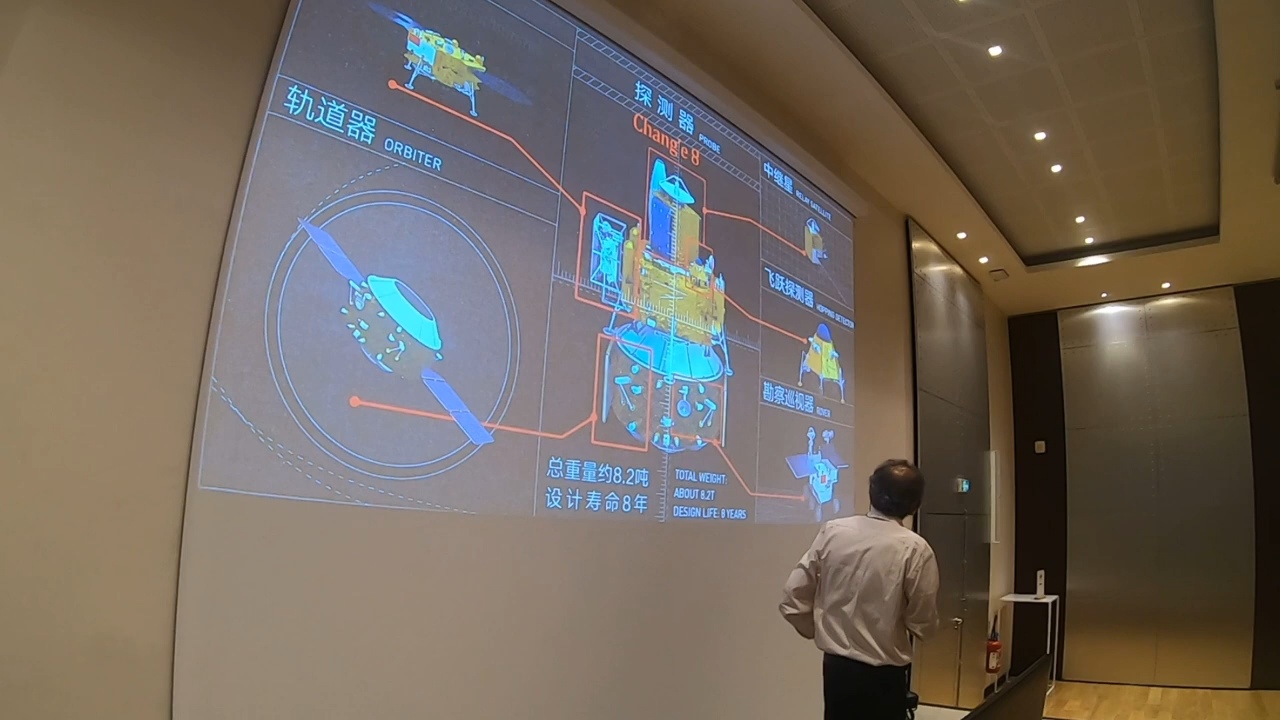 轨道器 ORBITER
探测器 PROBE
Chang'e 8
中继星 RELAY SATELLITE
飞跃探测器 HOPPING DETECTOR
勘察巡视器 ROVER
总重量约8.2吨
设计寿命8年
TOTAL WEIGHT:
ABOUT 8.2T
DESIGN LIFE: 8 YEARS